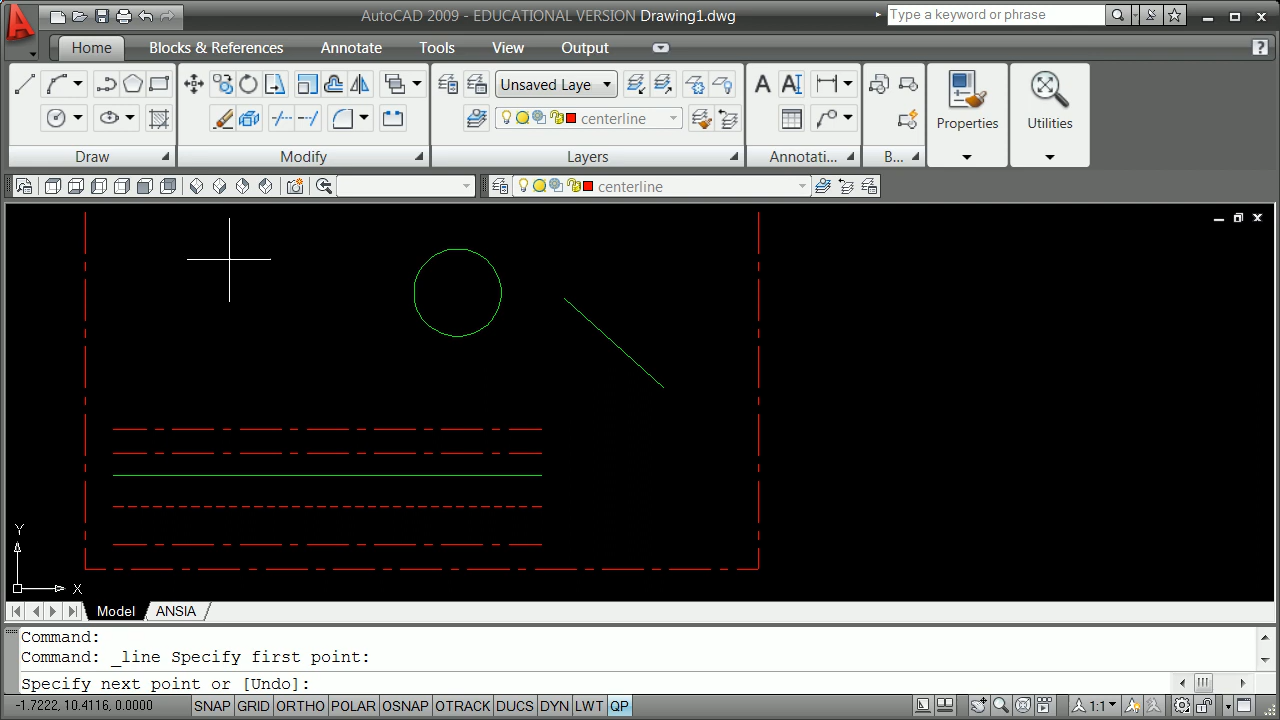 AutoCAD 2009 - EDUCATIONAL VERSION Drawing1.dwg
Type a keyword or phrase
Home Blocks & References Annotate Tools View Output
Unsaved Laye
centerline
Properties
Utilities
Draw Modify Layers Annotati... B...
centerline
Y
X
Model ANSIA
Command:
Command: _line Specify first point:
Specify next point or [Undo]:
-1.7222, 10.4116, 0.0000 SNAP GRID ORTHO POLAR OSNAP OTRACK DUCS DYN LWT QP 1:1